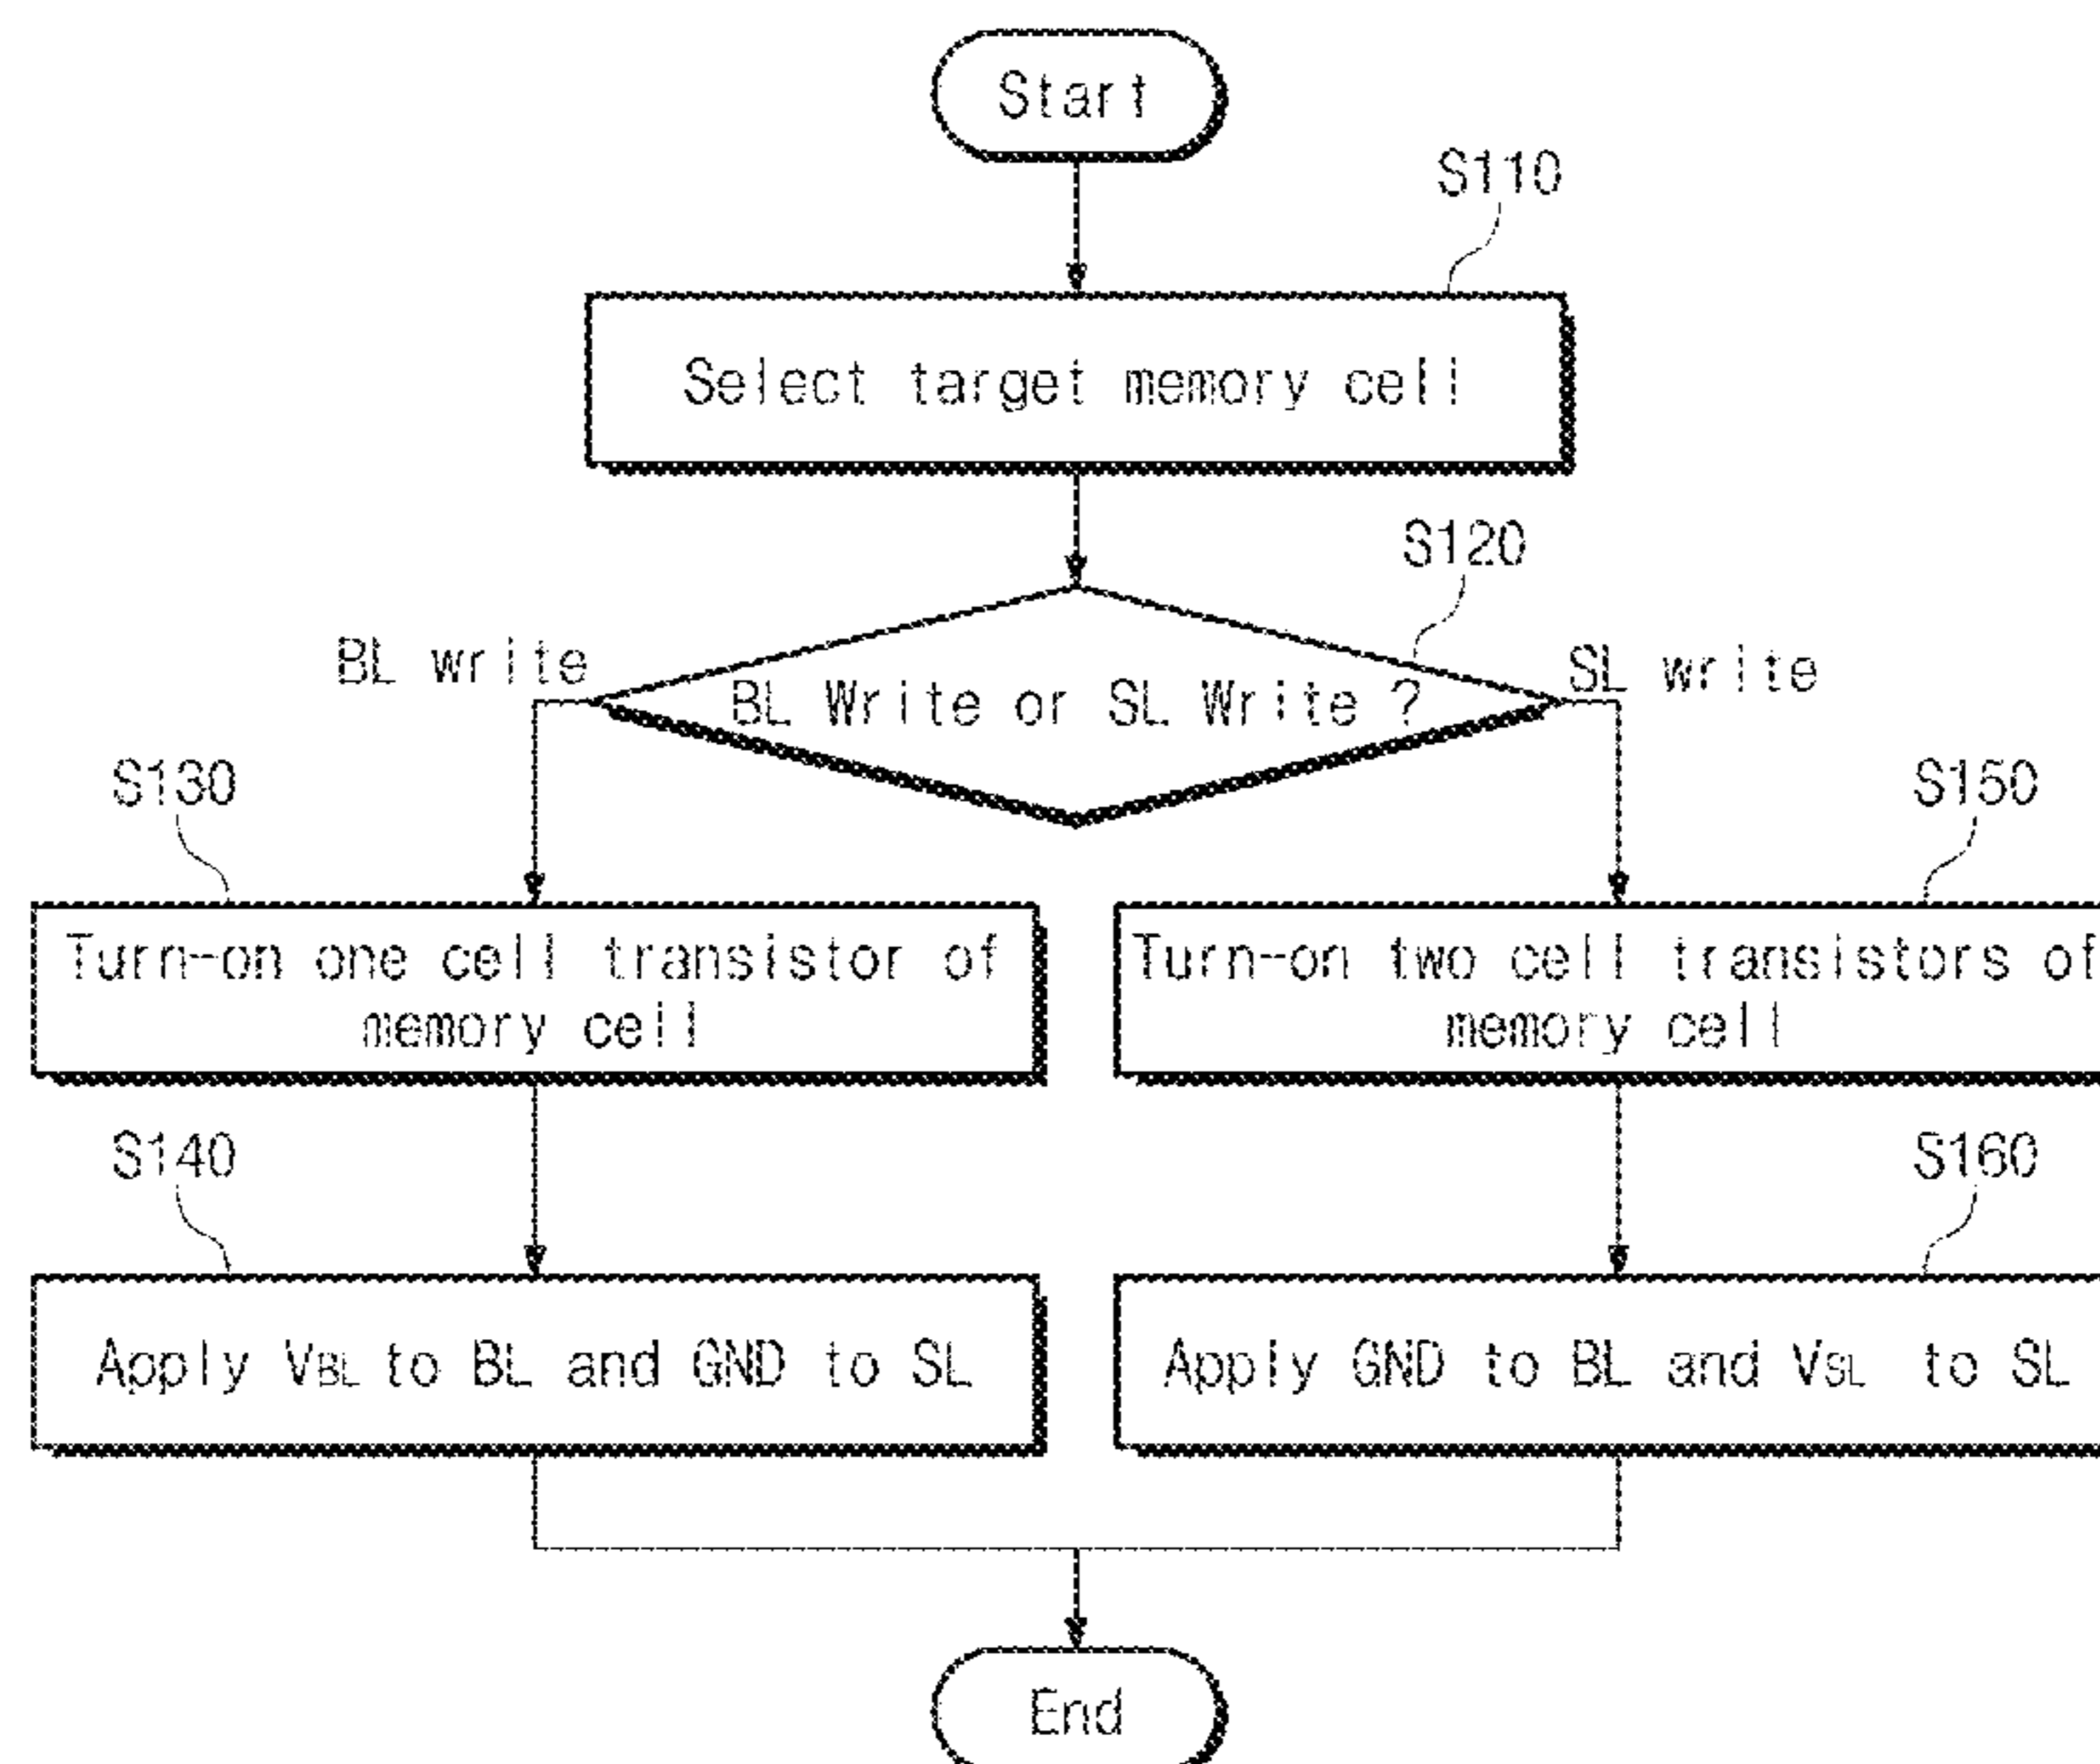 Start
S110
Select target memory cell
S120
BL write
BL Write or SL Write ?
SL write
S130
S150
Turn-on one cell transistor of
memory cell
Turn-on two cell transistors of
memory cell
S140
S160
Apply VBL to BL and GND to SL
Apply GND to BL and VSL to SL
End